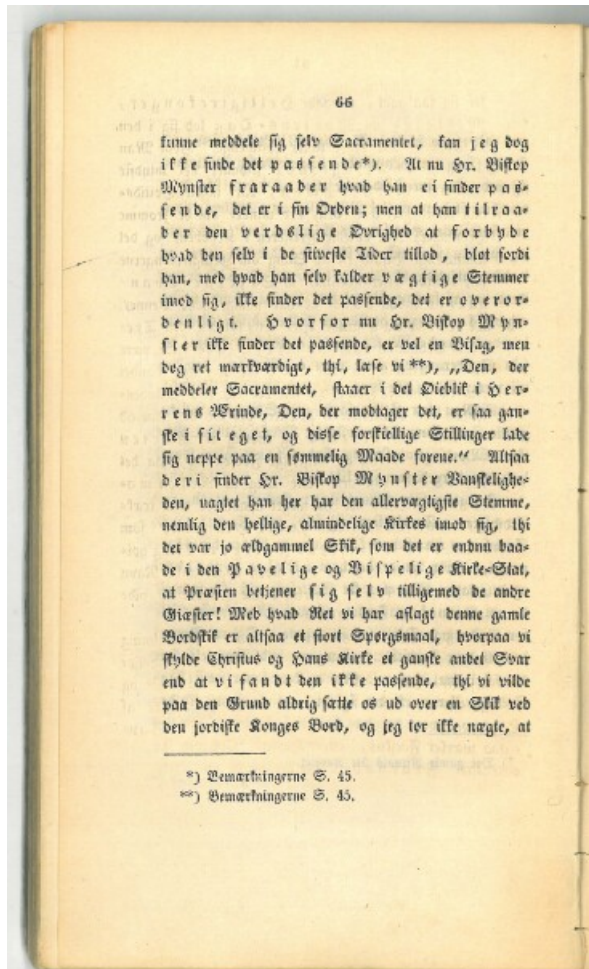 66
kunne meddele sig selv Sacramentet, kan jeg dog
ikke finde det passende*). At nu Hr. Biskop
Mynster fraraader hvad han ei finder pas-
sende, det er i sin Orden; men at han tilraa-
der den verdslige Øvrighed at forbyde
hvad den selv i de stiveste Tider tillod, blot fordi
han, med hvad han selv kalder vægtige Stemmer
imod sig, ikke finder det passende, det er overor-
denligt. Hvorfor nu Hr. Biskop Myn-
ster ikke finder det passende, er vel en Bisag, men
dog ret mærkværdigt, thi, læse vi **), „Den, der
meddeler Sacramentet, staaer i det Øieblik i Her-
rens Ærinde, Den, der modtager det, er saa gan-
ske i sit eget, og disse forskiellige Stillinger lade
sig neppe paa en sømmelig Maade forene.“ Altsaa
deri finder Hr. Biskop Mynster Vanskelighe-
den, uagtet han her har den allervægtigste Stemme,
nemlig den hellige, almindelige Kirkes imod sig, thi
det var jo ældgammel Skik, som det er endnu baa-
de i den Pavelige og Bispelige Kirke-Stat,
at Præsten betjener sig selv tilligemed de andre
Giæster! Med hvad Ret vi har aflagt denne gamle
Bordskik er altsaa et stort Spørgsmaal, hvorpaa vi
skylde Christus og Hans Kirke et ganske andet Svar
end at vi fandt den ikke passende, thi vi vilde
paa den Grund aldrig sætte os ud over en Skik ved
den jordiske Konges Bord, og jeg tør ikke nægte, at
*) Bemærkningerne S. 45.
**) Bemærkningerne S. 45.